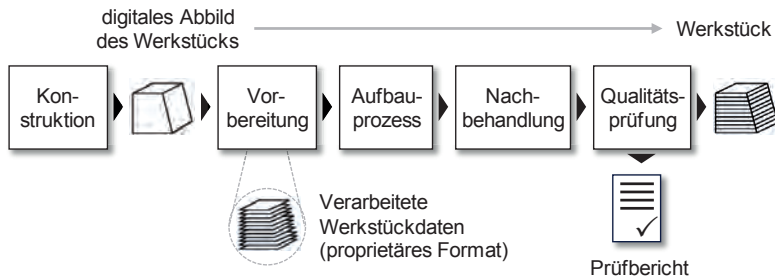 digitales Abbild
des Werkstücks
Werkstück
Kon-
struktion
Vor-
bereitung
Aufbau-
prozess
Nach-
behandlung
Qualitäts-
prüfung
Verarbeitete
Werkstückdaten
(proprietäres Format)
Prüfbericht